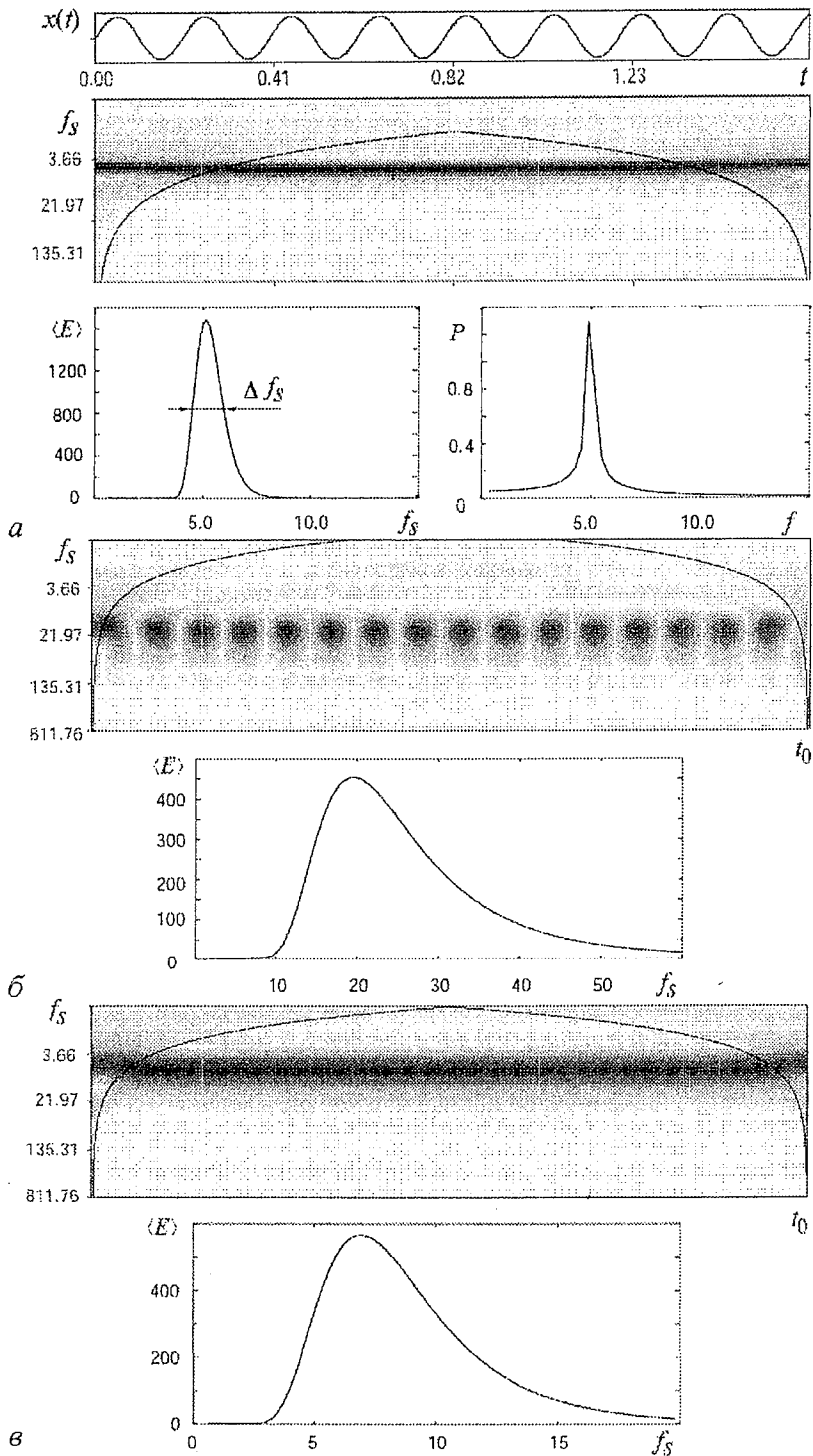 x(t)
0.00 0.41 0.82 1.23 t
f_s
3.66
21.97
135.31
⟨E⟩
1200
800
400
0
Δ f_s
5.0 10.0 f_s
P
0.8
0.4
0
5.0 10.0 f
а
f_s
3.66
21.97
135.31
811.76
t_0
⟨E⟩
400
300
200
100
0
10 20 30 40 50 f_s
б
f_s
3.66
21.97
135.31
811.76
t_0
⟨E⟩
400
200
0
0 5 10 15 f_s
в